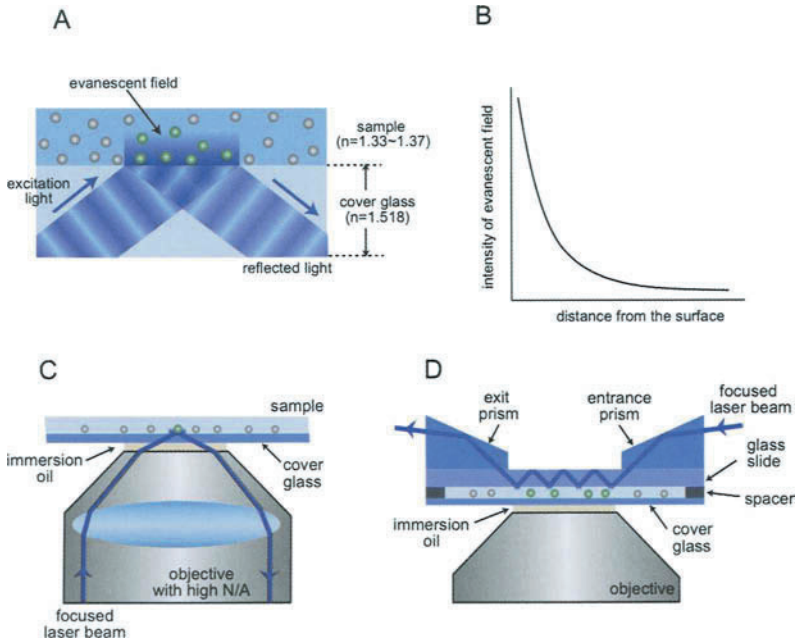 A
evanescent field
sample
(n=1.33~1.37)
excitation
light
cover glass
(n=1.518)
reflected light
B
intensity of evanescent field
distance from the surface
C
sample
immersion
oil
cover
glass
objective
with high N/A
focused
laser beam
D
exit
prism
entrance
prism
focused
laser beam
glass
slide
spacer
immersion
oil
cover
glass
objective